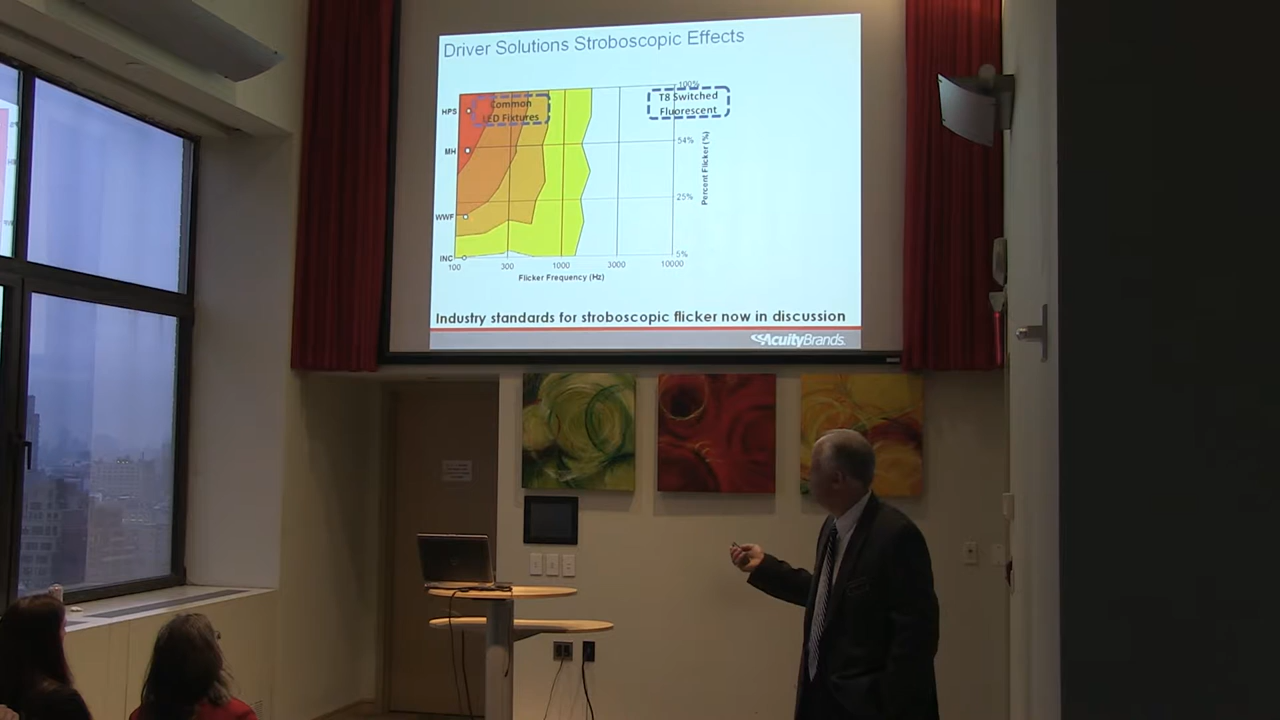 Driver Solutions Stroboscopic Effects
100%
HPS
Common
LED Fixtures
T8 Switched
Fluorescent
MH
54%
Percent Flicker (%)
25%
WWF
INC
5%
100
300
1000
3000
10000
Flicker Frequency (Hz)
Industry standards for stroboscopic flicker now in discussion
AcuityBrands.